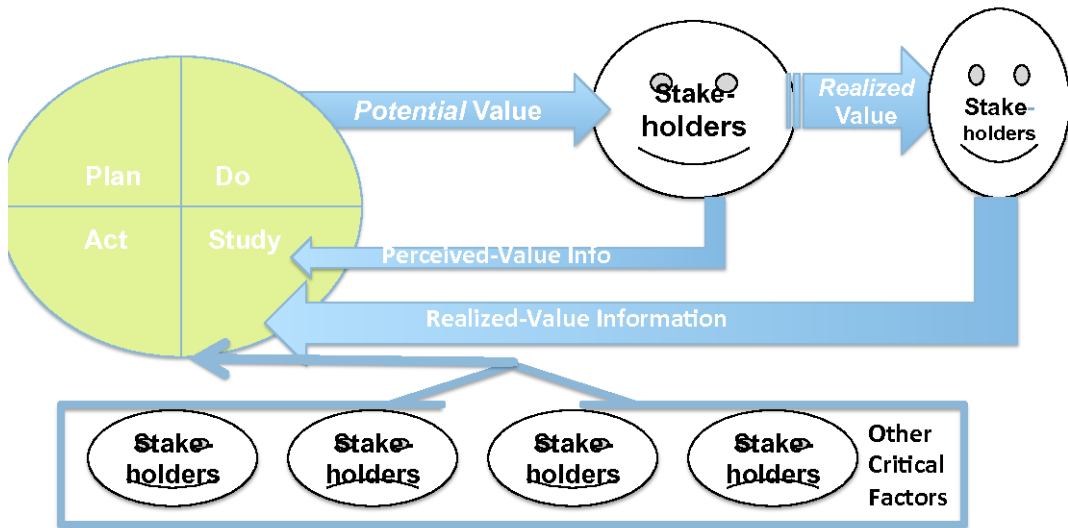 Potential Value
Stake-
holders
Realized
Value
Stake-
holders
Plan
Do
Act
Study
Perceived-Value Info
Realized-Value Information
Stake-
holders
Stake-
holders
Stake-
holders
Stake-
holders
Other
Critical
Factors